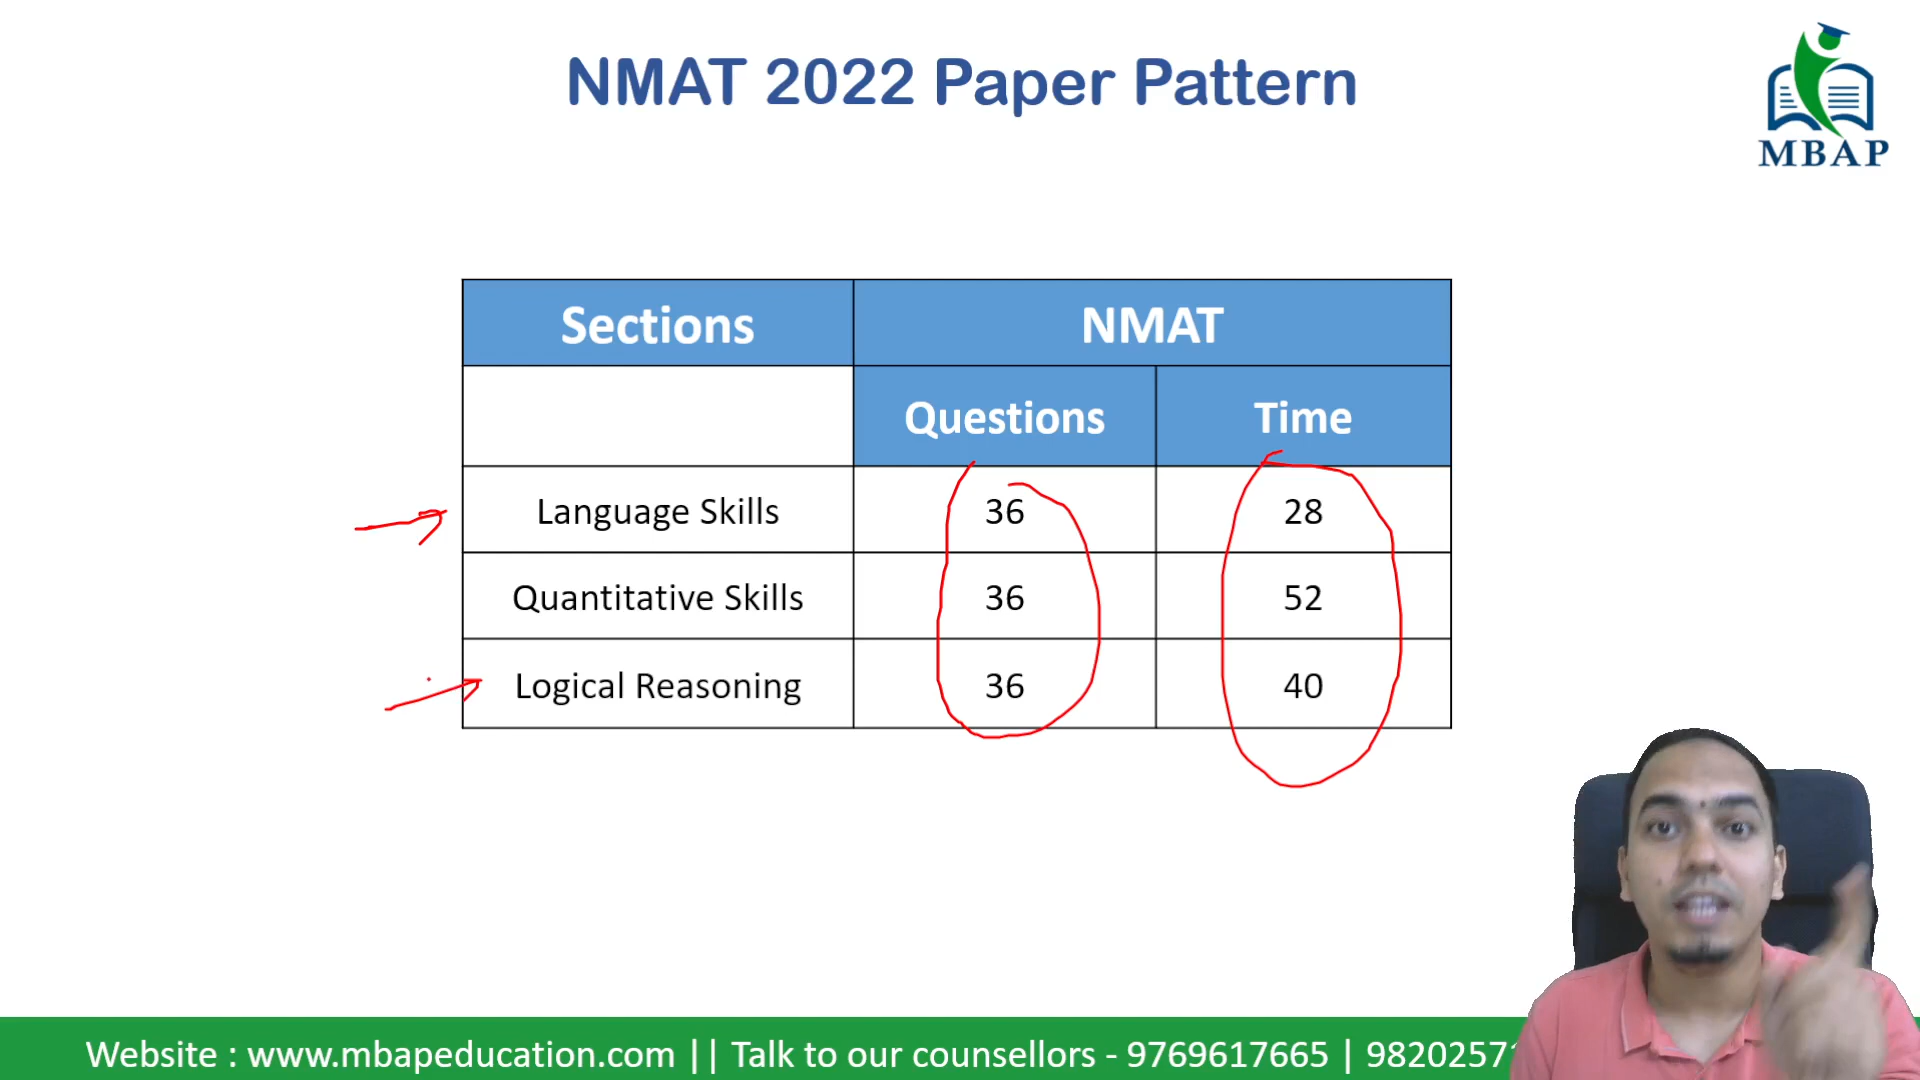 NMAT 2022 Paper Pattern
MBAP
Sections NMAT
Questions Time
Language Skills 36 28
Quantitative Skills 36 52
Logical Reasoning 36 40
Website : www.mbapeducation.com || Talk to our counsellors - 9769617665 |